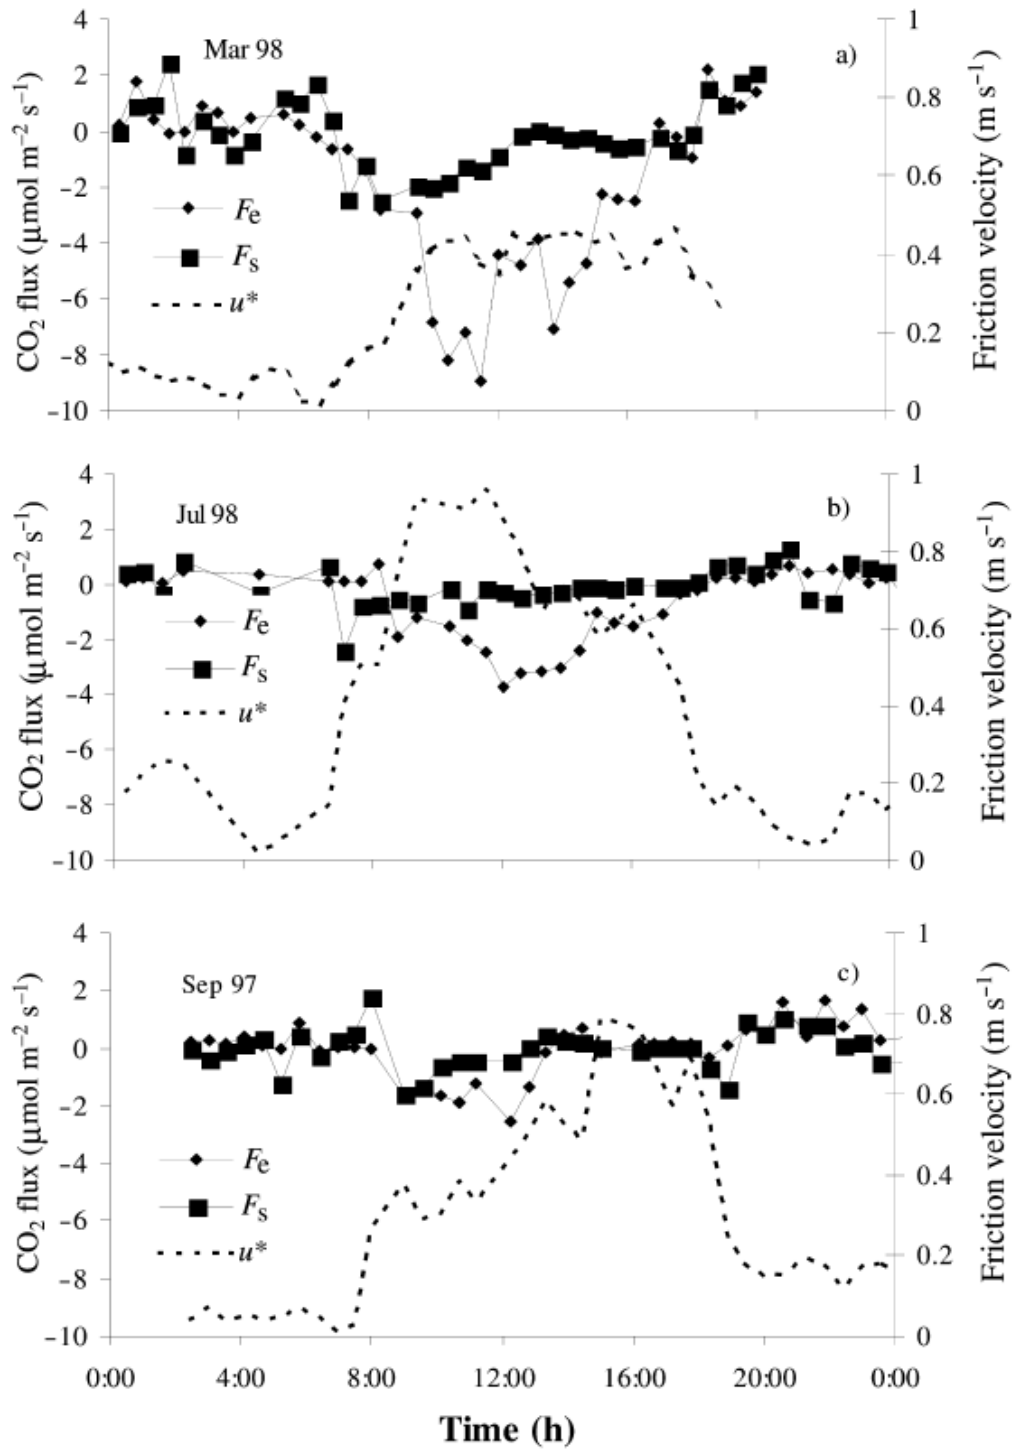 Mar 98
a)
4
2
0
−2
−4
−6
−8
−10
CO2 flux (μmol m−2 s−1)
Fe
Fs
u*
1
0.8
0.6
0.4
0.2
0
Friction velocity (m s−1)
Jul 98
b)
4
2
0
−2
−4
−6
−8
−10
CO2 flux (μmol m−2 s−1)
Fe
Fs
u*
1
0.8
0.6
0.4
0.2
0
Friction velocity (m s−1)
Sep 97
c)
4
2
0
−2
−4
−6
−8
−10
CO2 flux (μmol m−2 s−1)
Fe
Fs
u*
1
0.8
0.6
0.4
0.2
0
Friction velocity (m s−1)
0:00 4:00 8:00 12:00 16:00 20:00 0:00
Time (h)